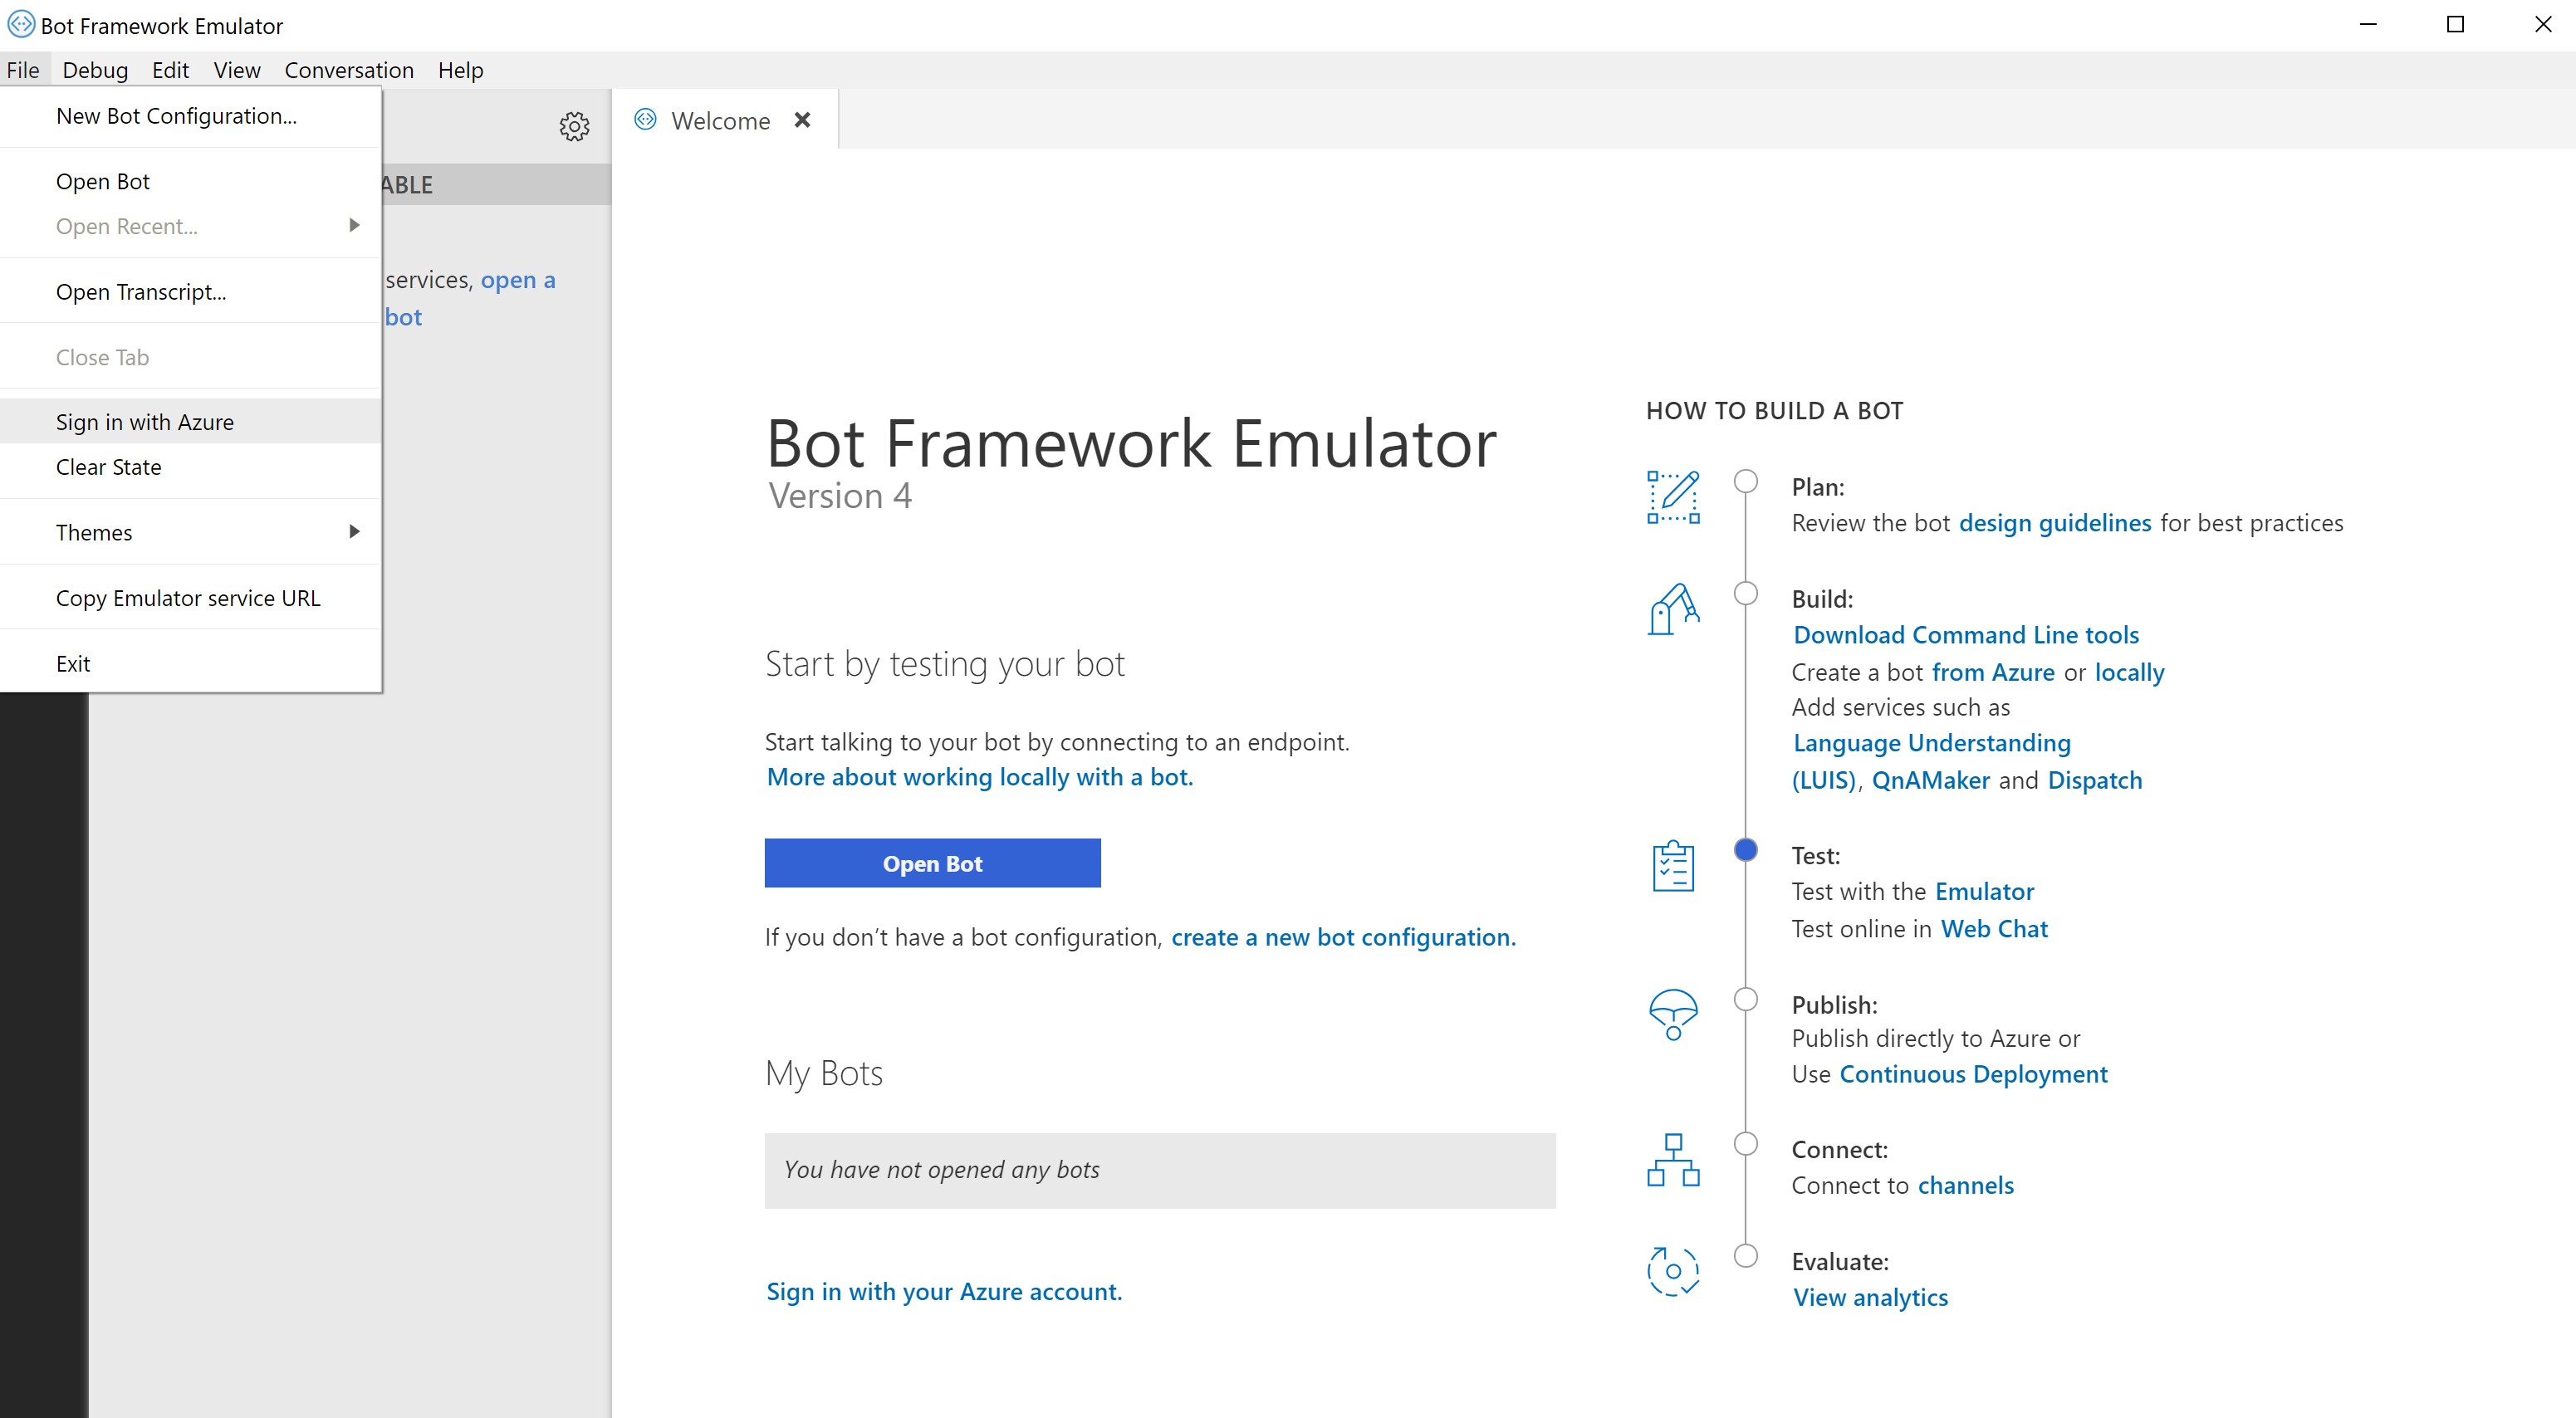 Bot Framework Emulator
File Debug Edit View Conversation Help
New Bot Configuration...
Open Bot
Open Recent...
Open Transcript...
Close Tab
Sign in with Azure
Clear State
Themes
Copy Emulator service URL
Exit
services, open a
bot
Welcome
Bot Framework Emulator
Version 4
Start by testing your bot
Start talking to your bot by connecting to an endpoint.
More about working locally with a bot.
Open Bot
If you don’t have a bot configuration, create a new bot configuration.
My Bots
You have not opened any bots
Sign in with your Azure account.
HOW TO BUILD A BOT
Plan:
Review the bot design guidelines for best practices
Build:
Download Command Line tools
Create a bot from Azure or locally
Add services such as
Language Understanding
(LUIS), QnAMaker and Dispatch
Test:
Test with the Emulator
Test online in Web Chat
Publish:
Publish directly to Azure or
Use Continuous Deployment
Connect:
Connect to channels
Evaluate:
View analytics